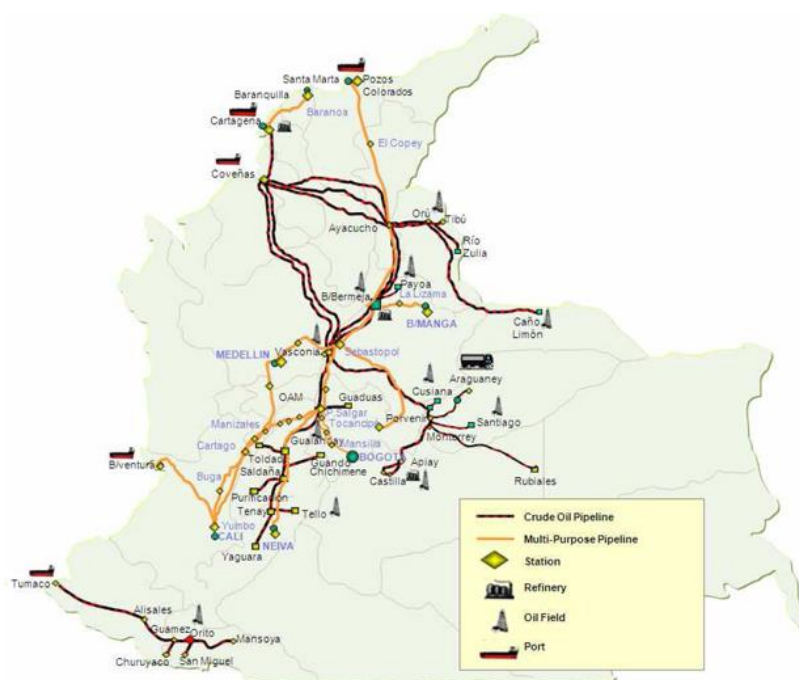 Santa Marta
Pozos
Colorados
Baranquilla
Baranoa
Cartagena
El Copey
Coveñas
Orú
Tibú
Ayacucho
Río
Zulia
Payoa
La Lizama
B/Bermeja
B/MANGA
Caño
Limón
Vasconia
Sebastopol
MEDELLIN
Araguaney
Cusiana
OAM
Guaduas
P.Salgar
Porvenir
Santiago
Tocancipá
Manizales
Monterrey
Cartago
Gualanday
Mansilla
BOGOTÁ
B/ventura
Toldado
Guando
Apiay
Saldaña
Chichimene
Castilla
Rubiales
Buga
Purificación
Tenay
Tello
Yumbo
CALI
NEIVA
Yaguara
Tumaco
Alisales
Guamez
Orito
Mansoya
Churuyaco
San Miguel
Crude Oil Pipeline
Multi-Purpose Pipeline
Station
Refinery
Oil Field
Port